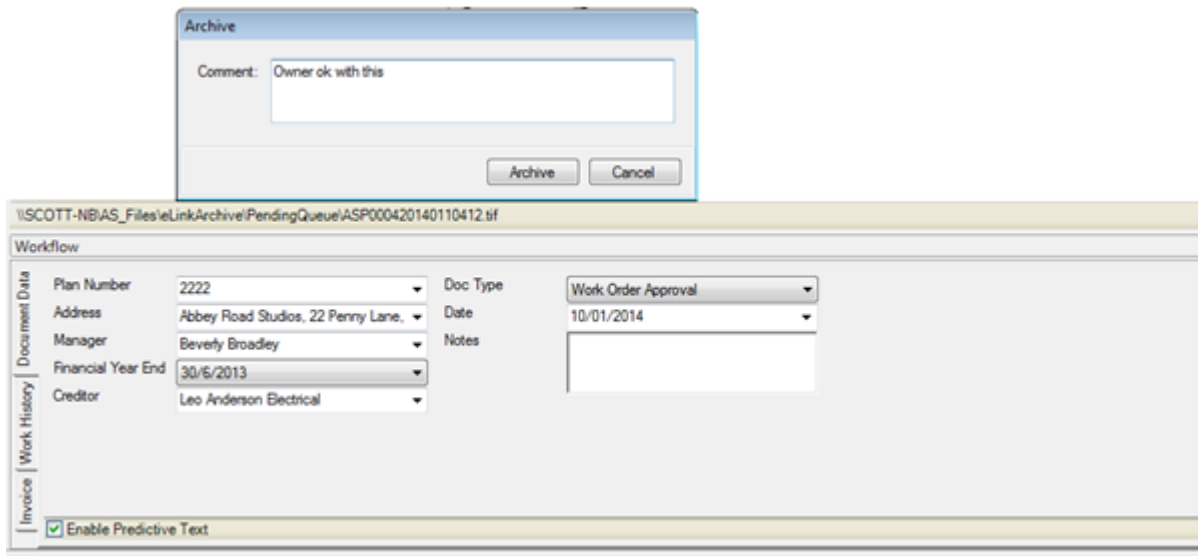 Archive
Comment: Owner ok with this
Archive Cancel
\\SCOTT-NB\AS_Files\eLinkArchive\PendingQueue\ASP000420140110412.tif
Workflow
Document Data
Work History
Invoice
Plan Number 2222 Doc Type Work Order Approval
Address Abbey Road Studios, 22 Penny Lane, Date 10/01/2014
Manager Beverly Broadley Notes
Financial Year End 30/6/2013
Creditor Leo Anderson Electrical
Enable Predictive Text